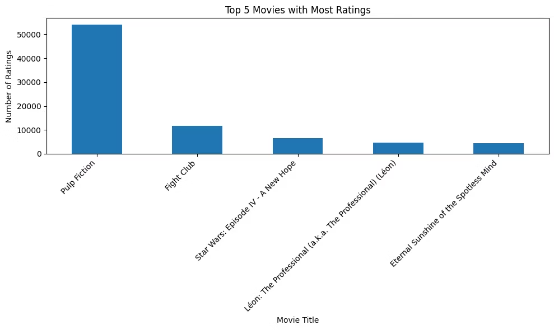 Top 5 Movies with Most Ratings
Number of Ratings
50000
40000
30000
20000
10000
0
Pulp Fiction
Fight Club
Star Wars: Episode IV - A New Hope
Léon: The Professional (a.k.a. The Professional) (Léon)
Eternal Sunshine of the Spotless Mind
Movie Title